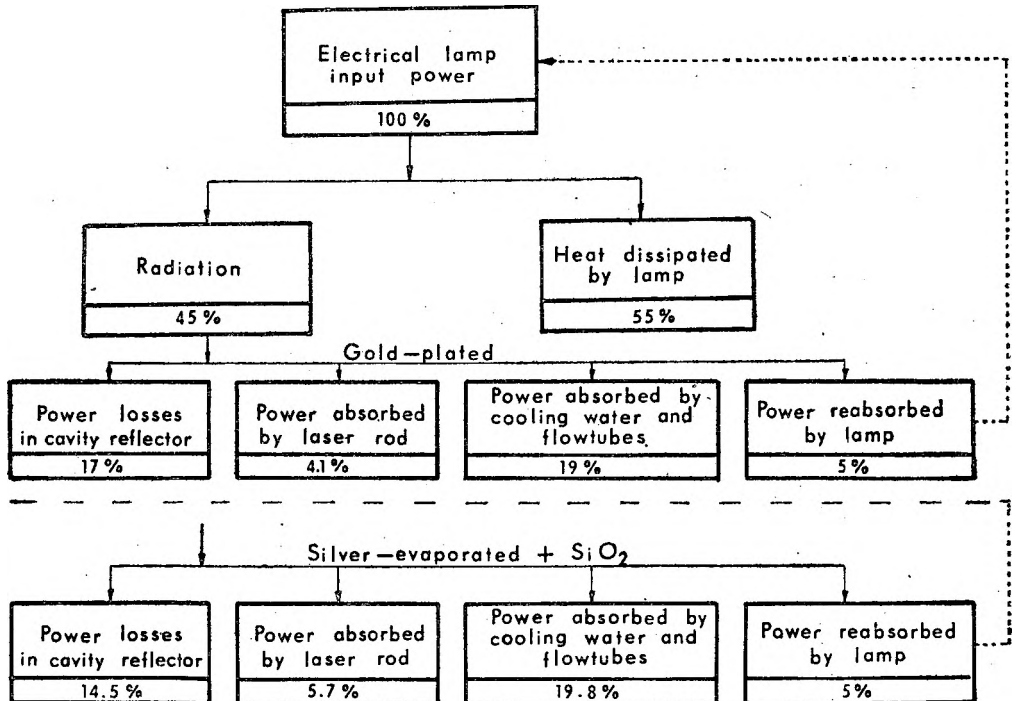 Electrical lamp
input power
100 %
Radiation
45 %
Heat dissipated
by lamp
55 %
Gold-plated
Power losses
in cavity reflector
17 %
Power absorbed
by laser rod
4.1 %
Power absorbed by
cooling water and
flowtubes
19 %
Power reabsorbed
by lamp
5 %
Silver-evaporated + SiO₂
Power losses
in cavity reflector
14.5 %
Power absorbed
by laser rod
5.7 %
Power absorbed by
cooling water and
flowtubes
19.8 %
Power reabsorbed
by lamp
5 %